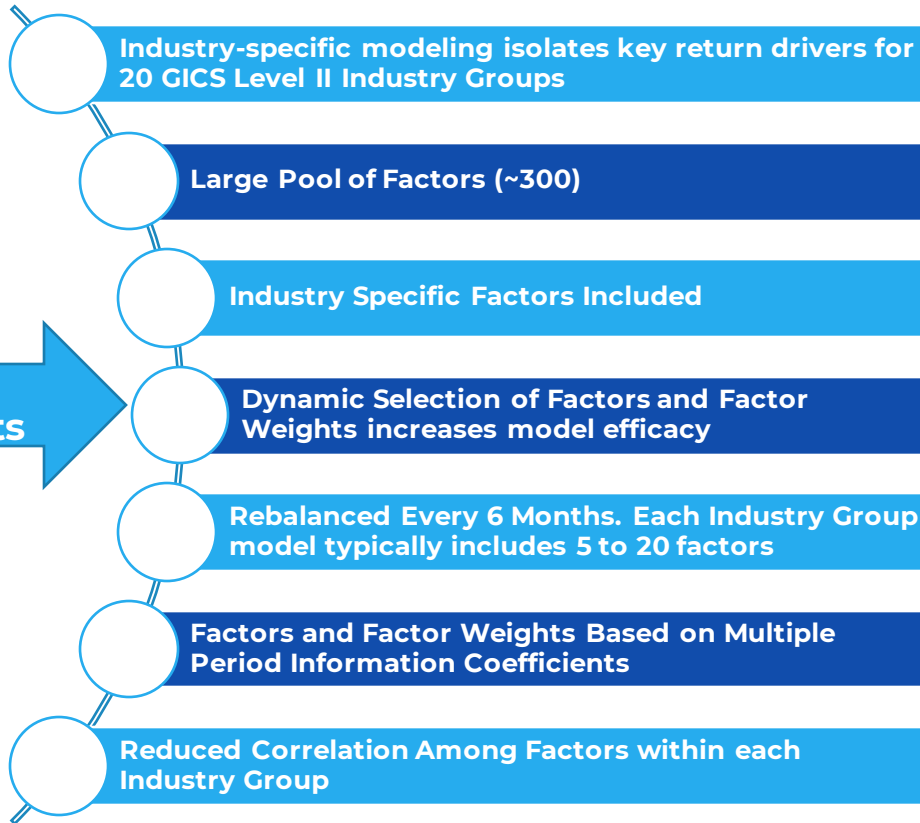 Industry-specific modeling isolates key return drivers for
20 GICS Level II Industry Groups
Large Pool of Factors (~300)
Industry Specific Factors Included
Dynamic Selection of Factors and Factor
Weights increases model efficacy
Rebalanced Every 6 Months. Each Industry Group
model typically includes 5 to 20 factors
Factors and Factor Weights Based on Multiple
Period Information Coefficients
Reduced Correlation Among Factors within each
Industry Group